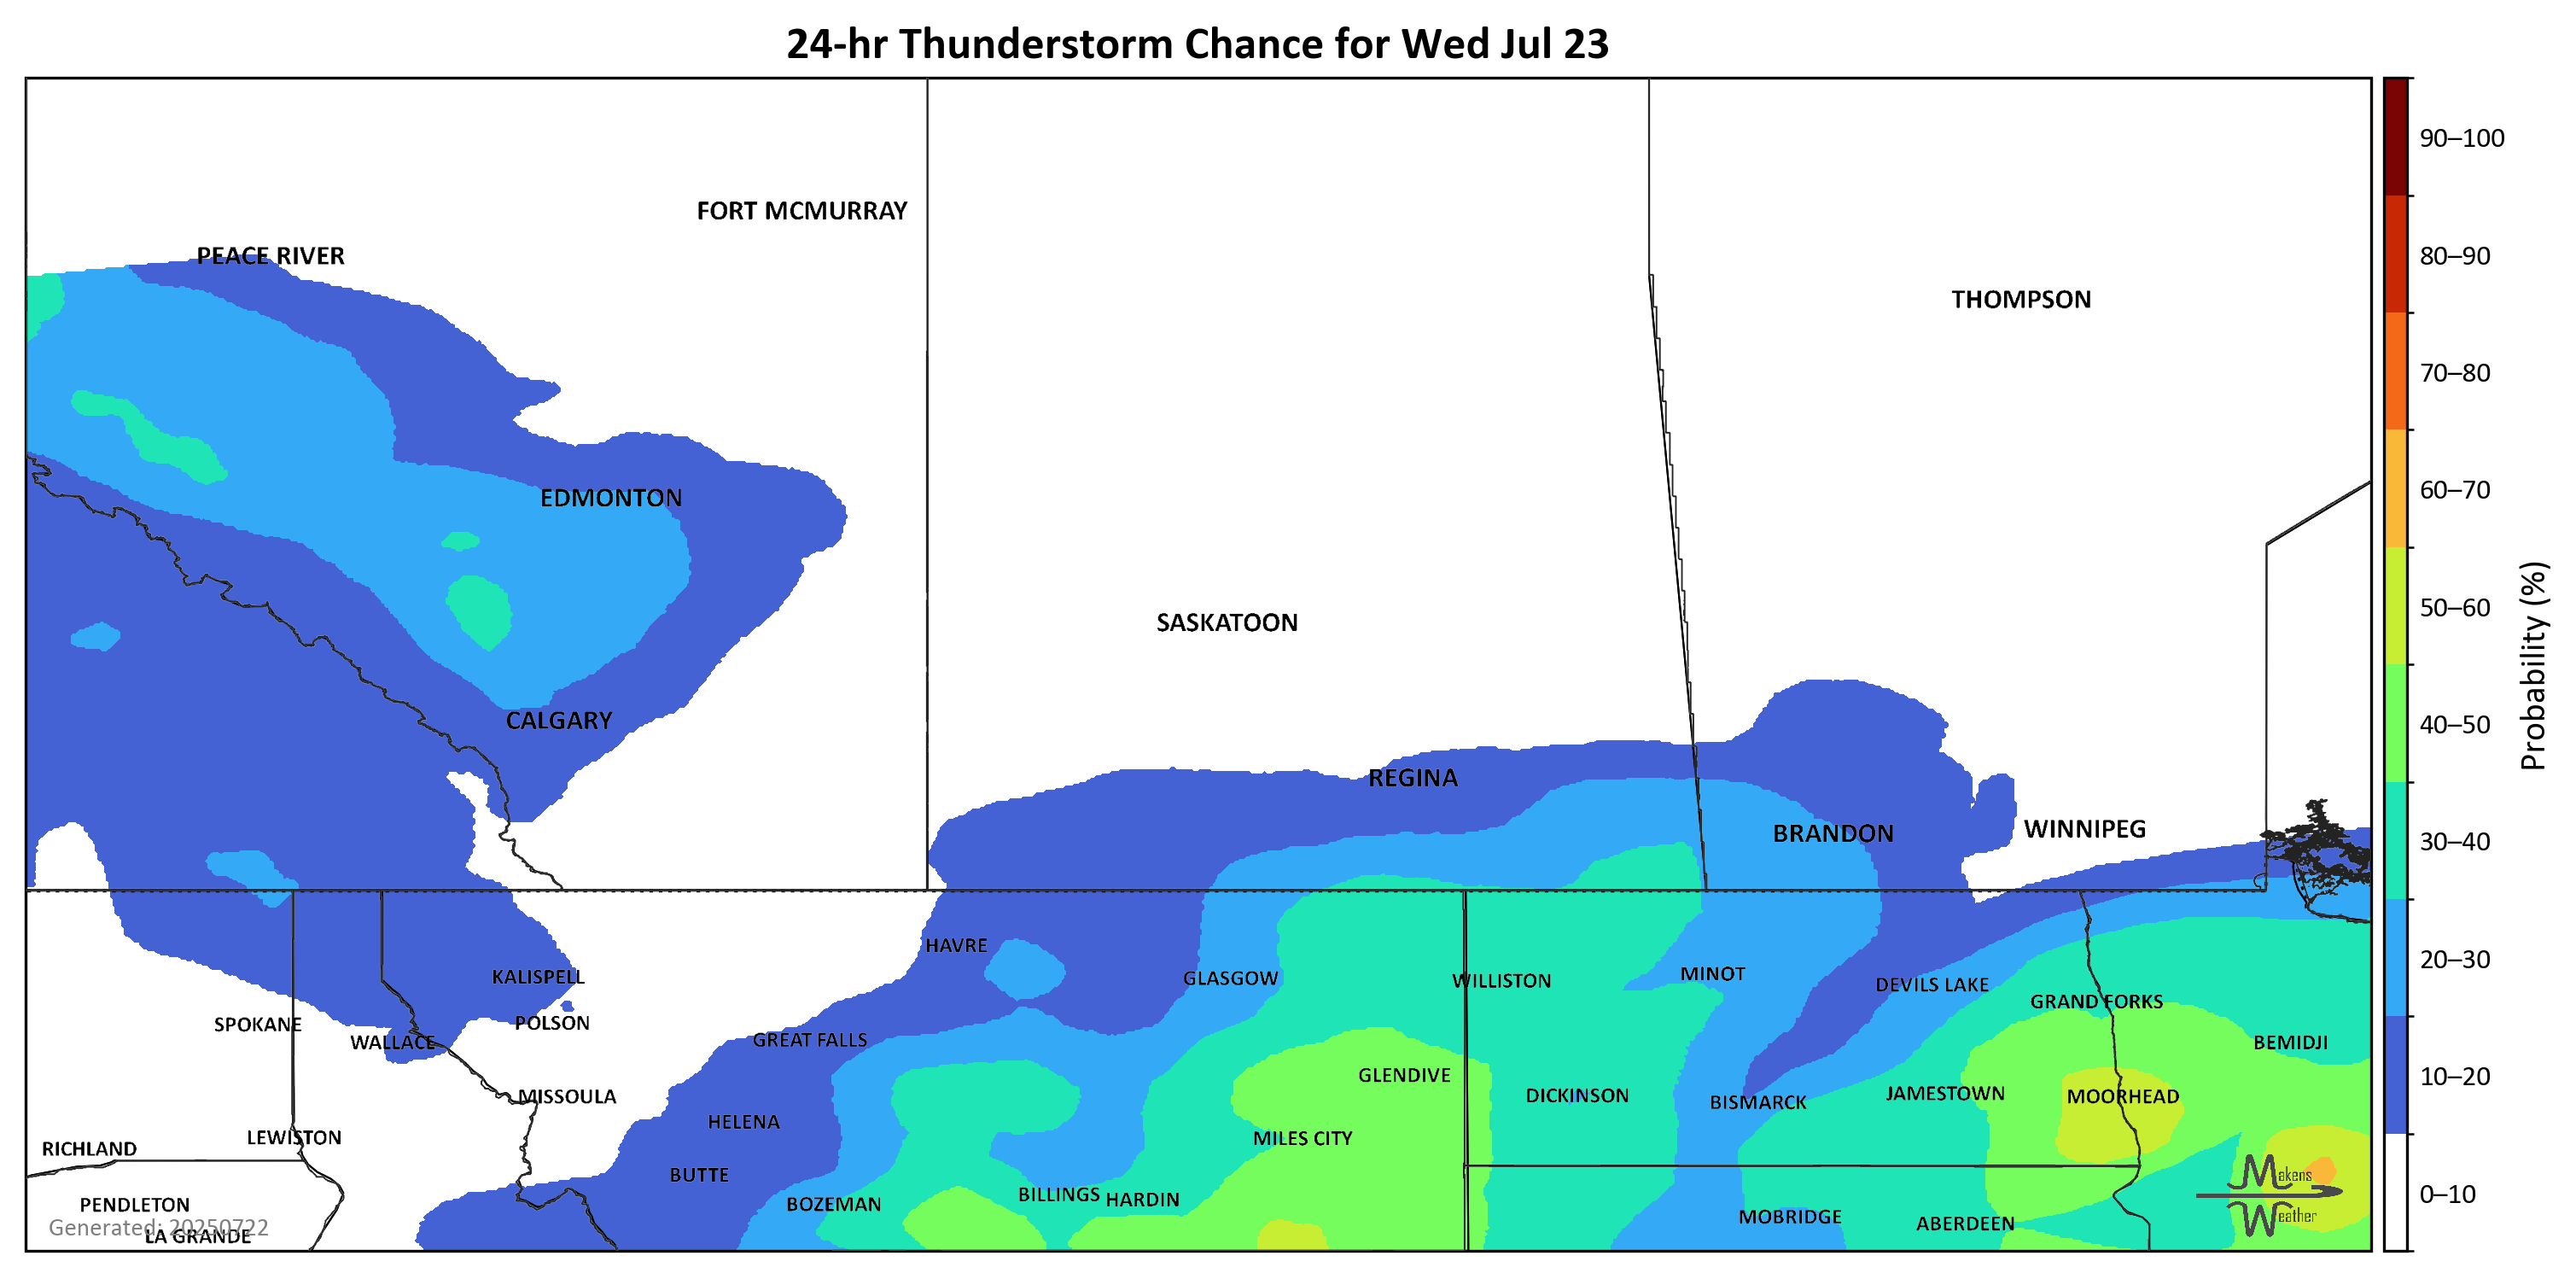 24-hr Thunderstorm Chance for Wed Jul 23
90–100
FORT MCMURRAY
PEACE RIVER
80–90
THOMPSON
70–80
60–70
EDMONTON
50–60
SASKATOON
Probability (%)
CALGARY
40–50
REGINA
WINNIPEG
BRANDON
30–40
HAVRE
20–30
MINOT
KALISPELL
GLASGOW
WILLISTON
DEVILS LAKE
GRAND FORKS
POLSON
SPOKANE
GREAT FALLS
WALLACE
BEMIDJI
GLENDIVE
10–20
JAMESTOWN
DICKINSON
MISSOULA
MOORHEAD
BISMARCK
HELENA
LEWISTON
MILES CITY
RICHLAND
BUTTE
Makens
BILLINGS
0–10
HARDIN
PENDLETON
BOZEMAN
Weather
MOBRIDGE
ABERDEEN
Generated: 20250722
LA GRANDE